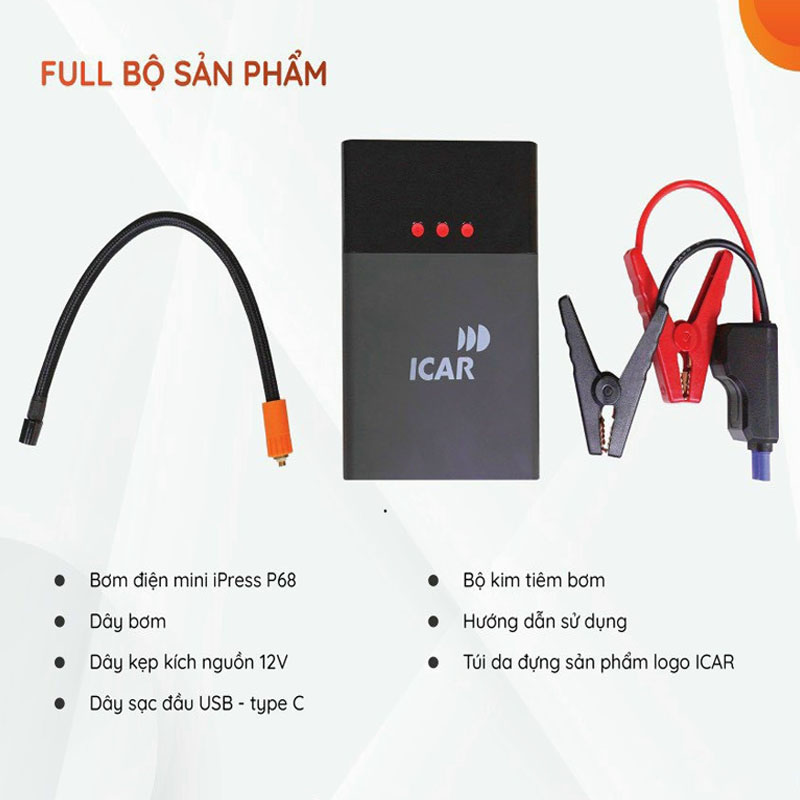 FULL BỘ SẢN PHẨM
ICAR
Bơm điện mini iPress P68
Dây bơm
Dây kẹp kích nguồn 12V
Dây sạc đầu USB - type C
Bộ kim tiêm bơm
Hướng dẫn sử dụng
Túi da đựng sản phẩm logo ICAR